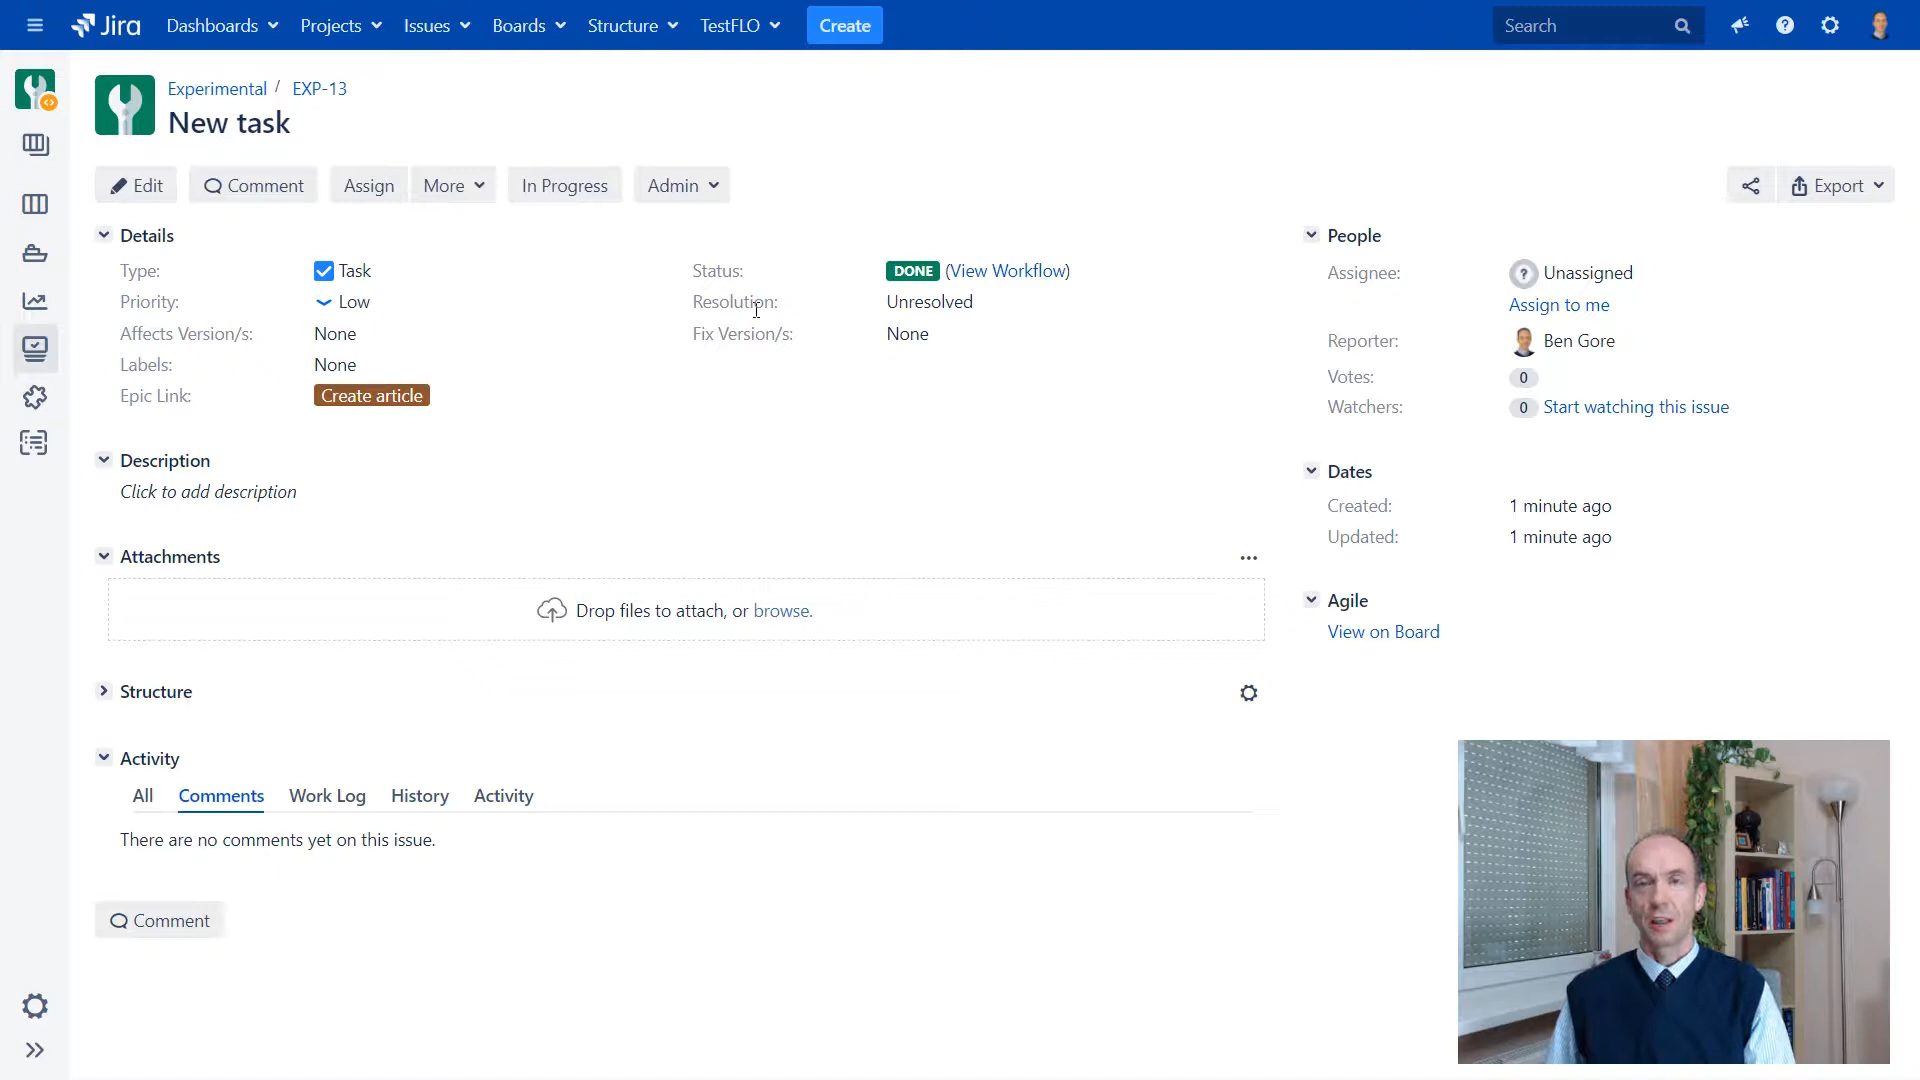 Jira Dashboards Projects Issues Boards Structure TestFLO Create Search
Experimental / EXP-13
New task
Edit Comment Assign More In Progress Admin Export
Details
Type: Task
Priority: Low
Affects Version/s: None
Labels: None
Epic Link: Create article
Status: DONE (View Workflow)
Resolution: Unresolved
Fix Version/s: None
Description
Click to add description
Attachments
Drop files to attach, or browse.
Structure
Activity
All Comments Work Log History Activity
There are no comments yet on this issue.
Comment
People
Assignee: ? Unassigned
Assign to me
Reporter: Ben Gore
Votes: 0
Watchers: 0 Start watching this issue
Dates
Created: 1 minute ago
Updated: 1 minute ago
Agile
View on Board